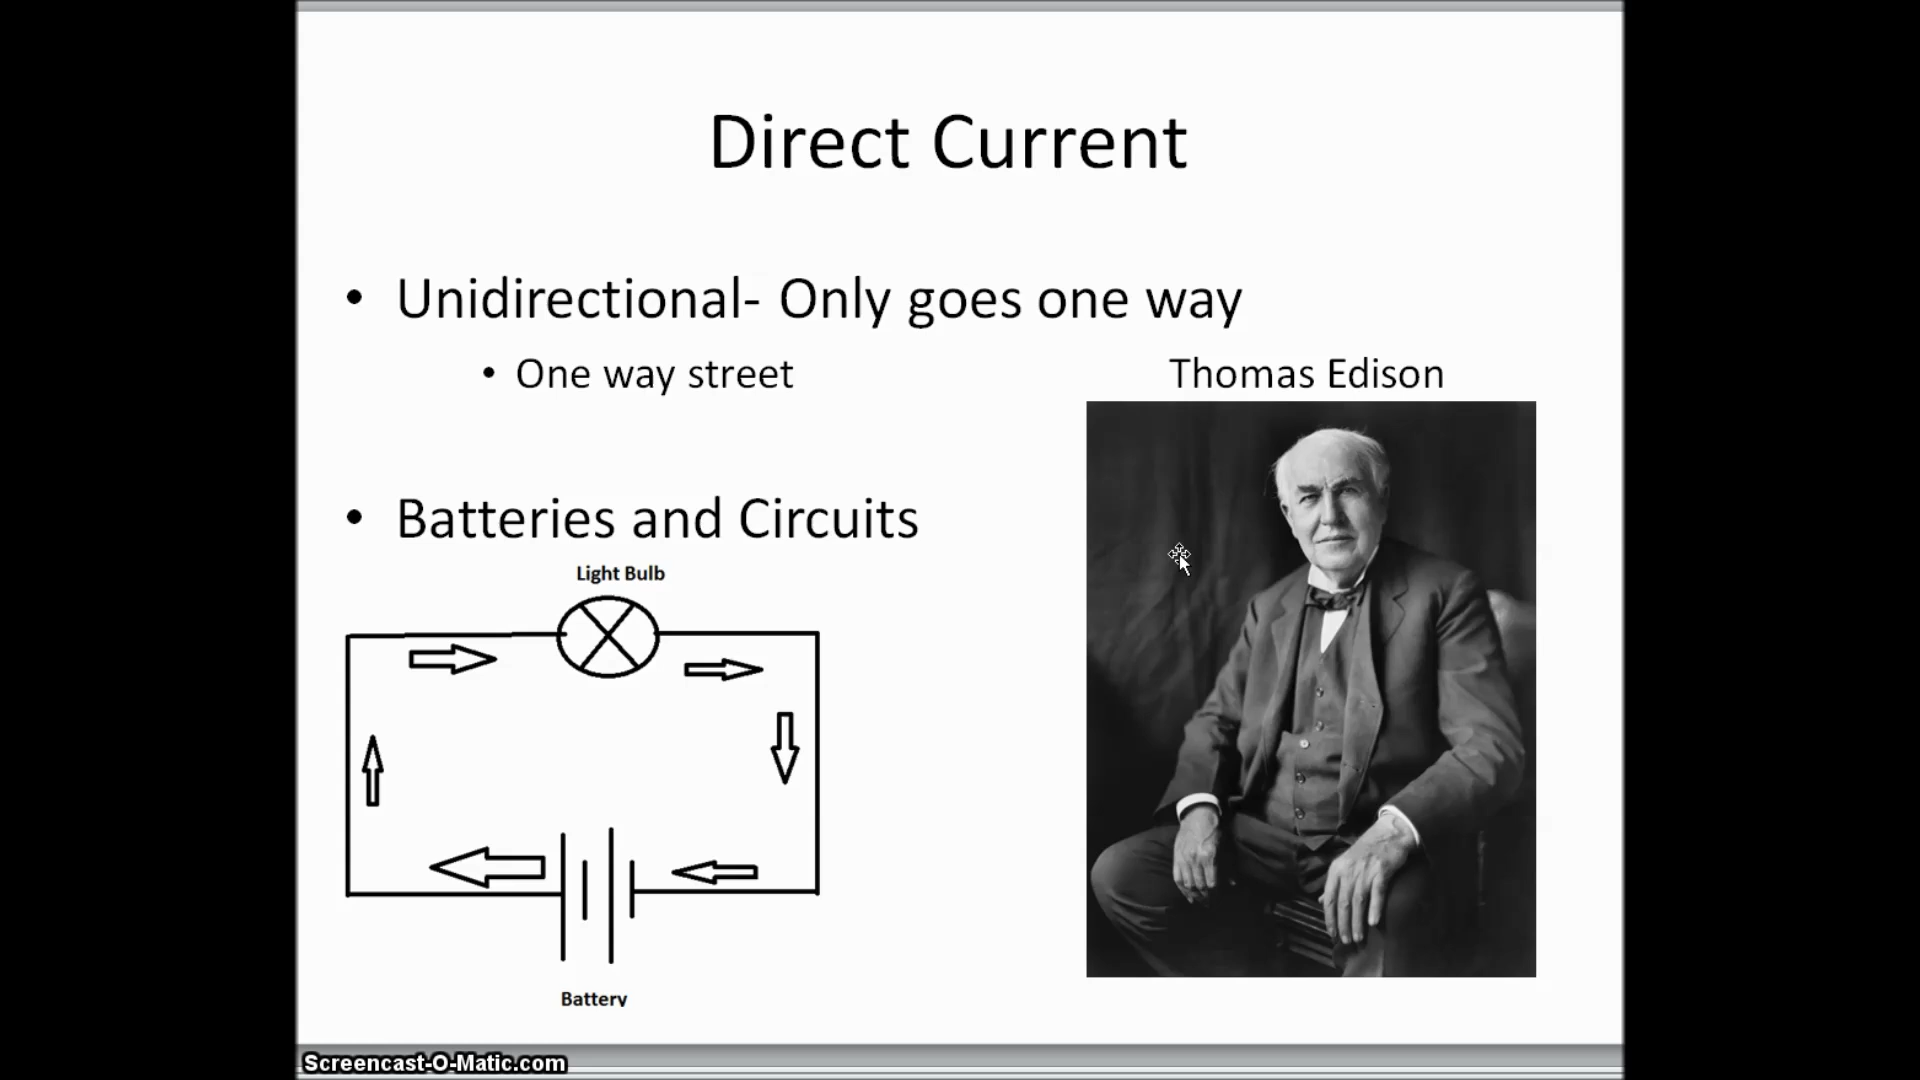 Direct Current
• Unidirectional- Only goes one way
• One way street
Thomas Edison
• Batteries and Circuits
Light Bulb
Battery
Screencast-O-Matic.com